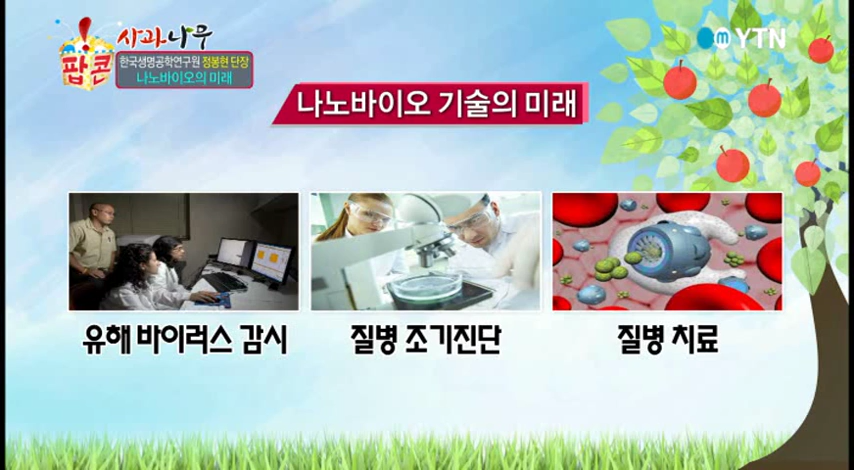 팝콘
사과나무
한국생명공학연구원 정봉현 단장
나노바이오의 미래
YTN
나노바이오 기술의 미래
유해 바이러스 감시
질병 조기진단
질병 치료